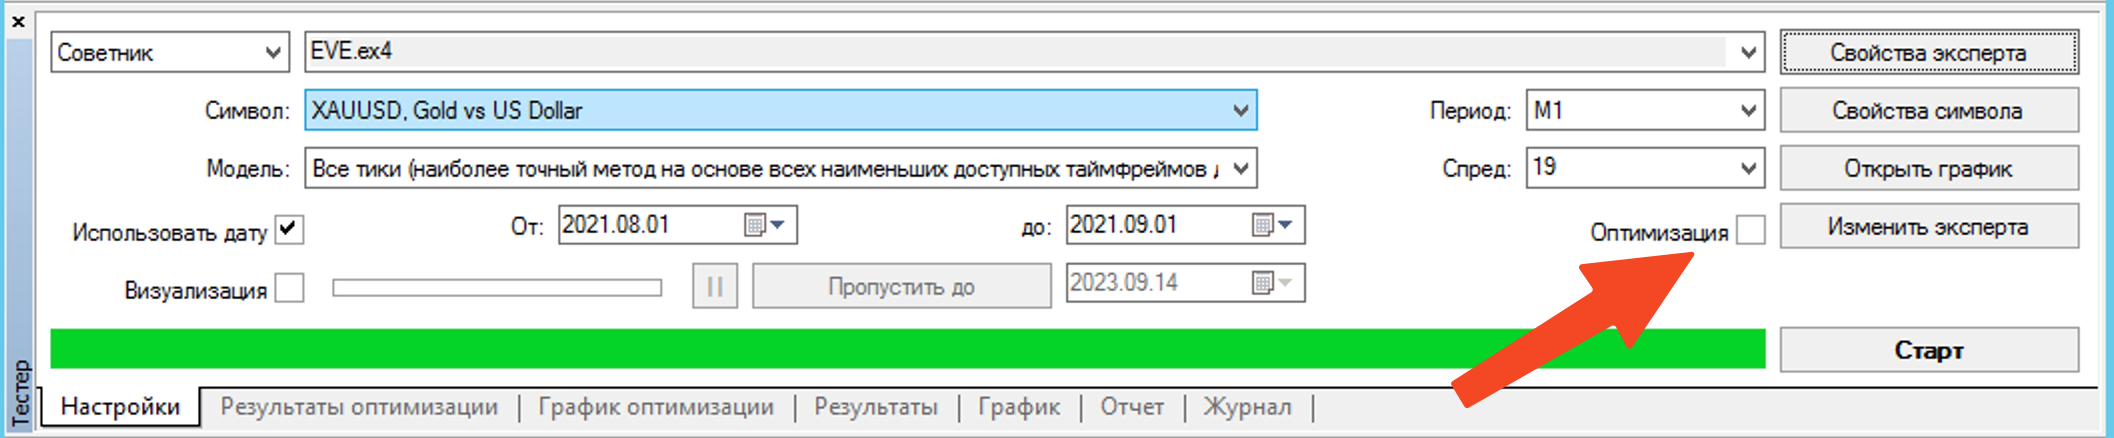 Советник EVE.ex4 Свойства эксперта
Символ: XAUUSD, Gold vs US Dollar Период: M1 Свойства символа
Модель: Все тики (наиболее точный метод на основе всех наименьших доступных таймфреймов Спред: 19 Открыть график
Использовать дату От: 2021.08.01 до: 2021.09.01 Оптимизация Изменить эксперта
Визуализация Пропустить до 2023.09.14
Старт
Тестер
Настройки | Результаты оптимизации | График оптимизации | Результаты | График | Отчет | Журнал |